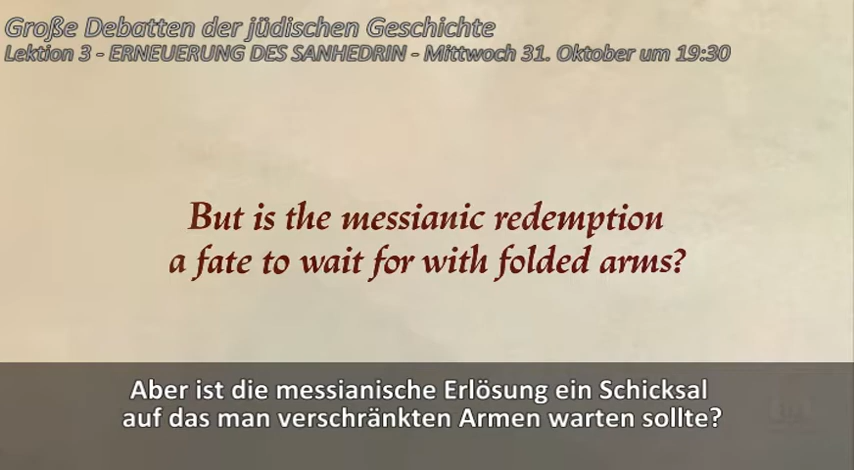 Große Debatten der jüdischen Geschichte
Lektion 3 - ERNEUERUNG DES SANHEDRIN - Mittwoch 31. Oktober um 19:30
But is the messianic redemption
a fate to wait for with folded arms?
Aber ist die messianische Erlösung ein Schicksal
auf das man verschränkten Armen warten sollte?